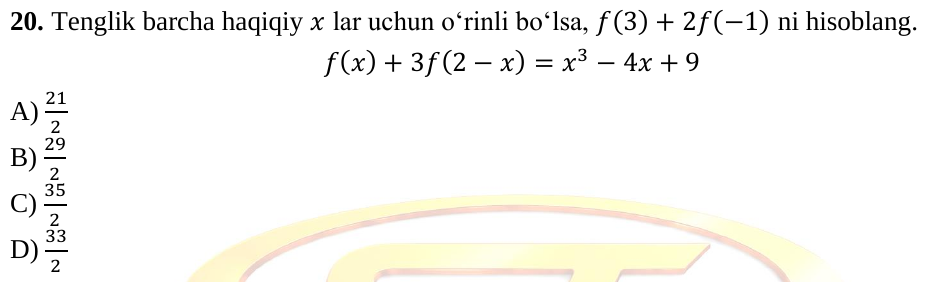 20. Tenglik barcha haqiqiy x lar uchun o‘rinli bo‘lsa, f(3) + 2f(−1) ni hisoblang.
f(x) + 3f(2 − x) = x³ − 4x + 9
A) 21/2
B) 29/2
C) 35/2
D) 33/2